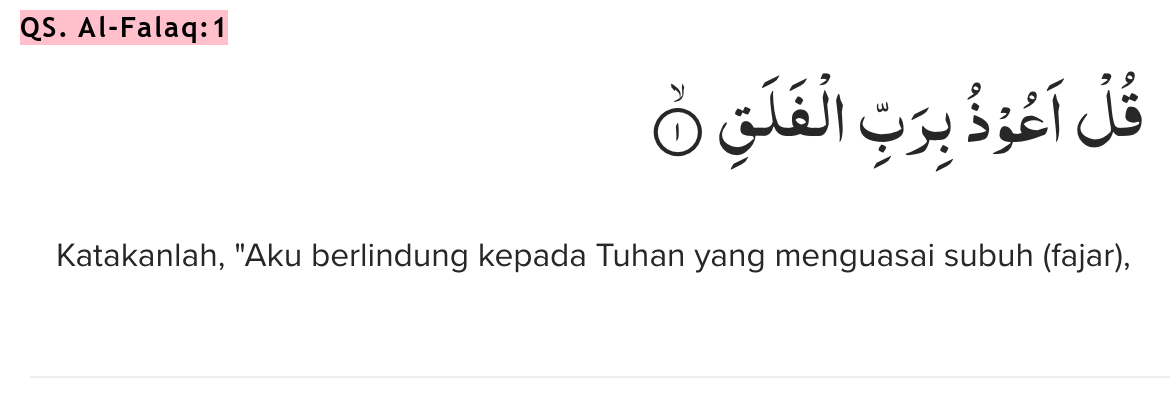 QS. Al-Falaq:1
قُلْ اَعُوْذُ بِرَبِّ الْفَلَقِۙ ١
Katakanlah, "Aku berlindung kepada Tuhan yang menguasai subuh (fajar),